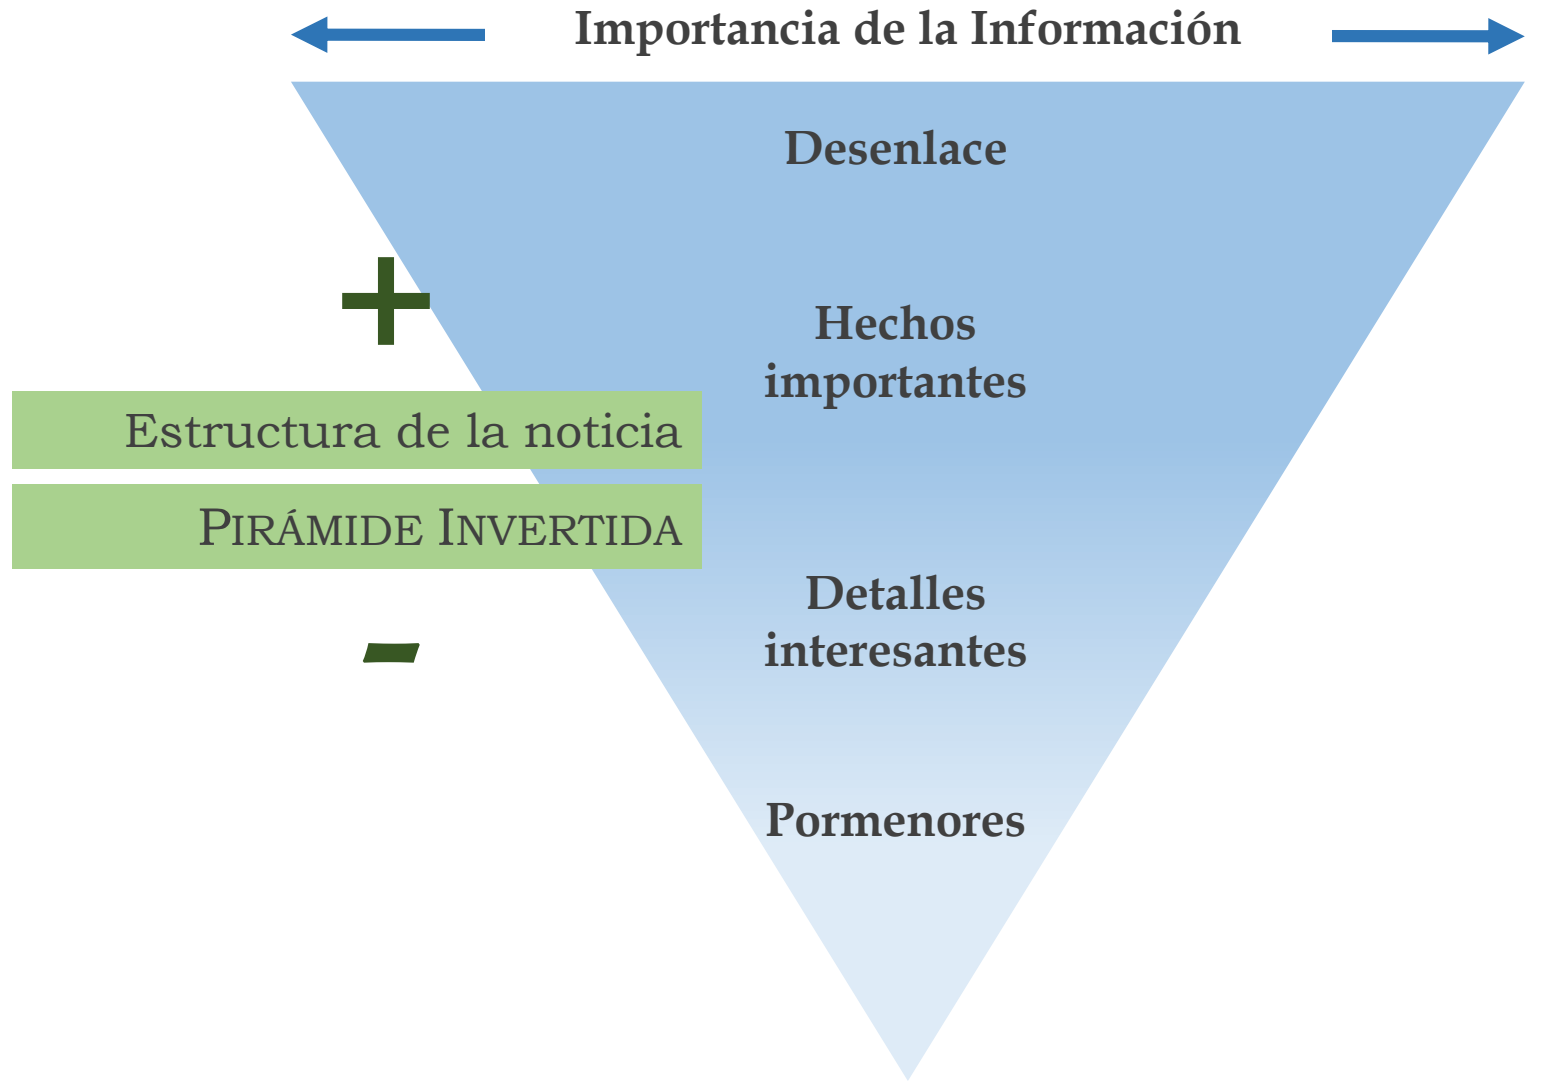 Importancia de la Información
Desenlace
+
Hechos
importantes
Estructura de la noticia
PIRÁMIDE INVERTIDA
Detalles
interesantes
-
Pormenores